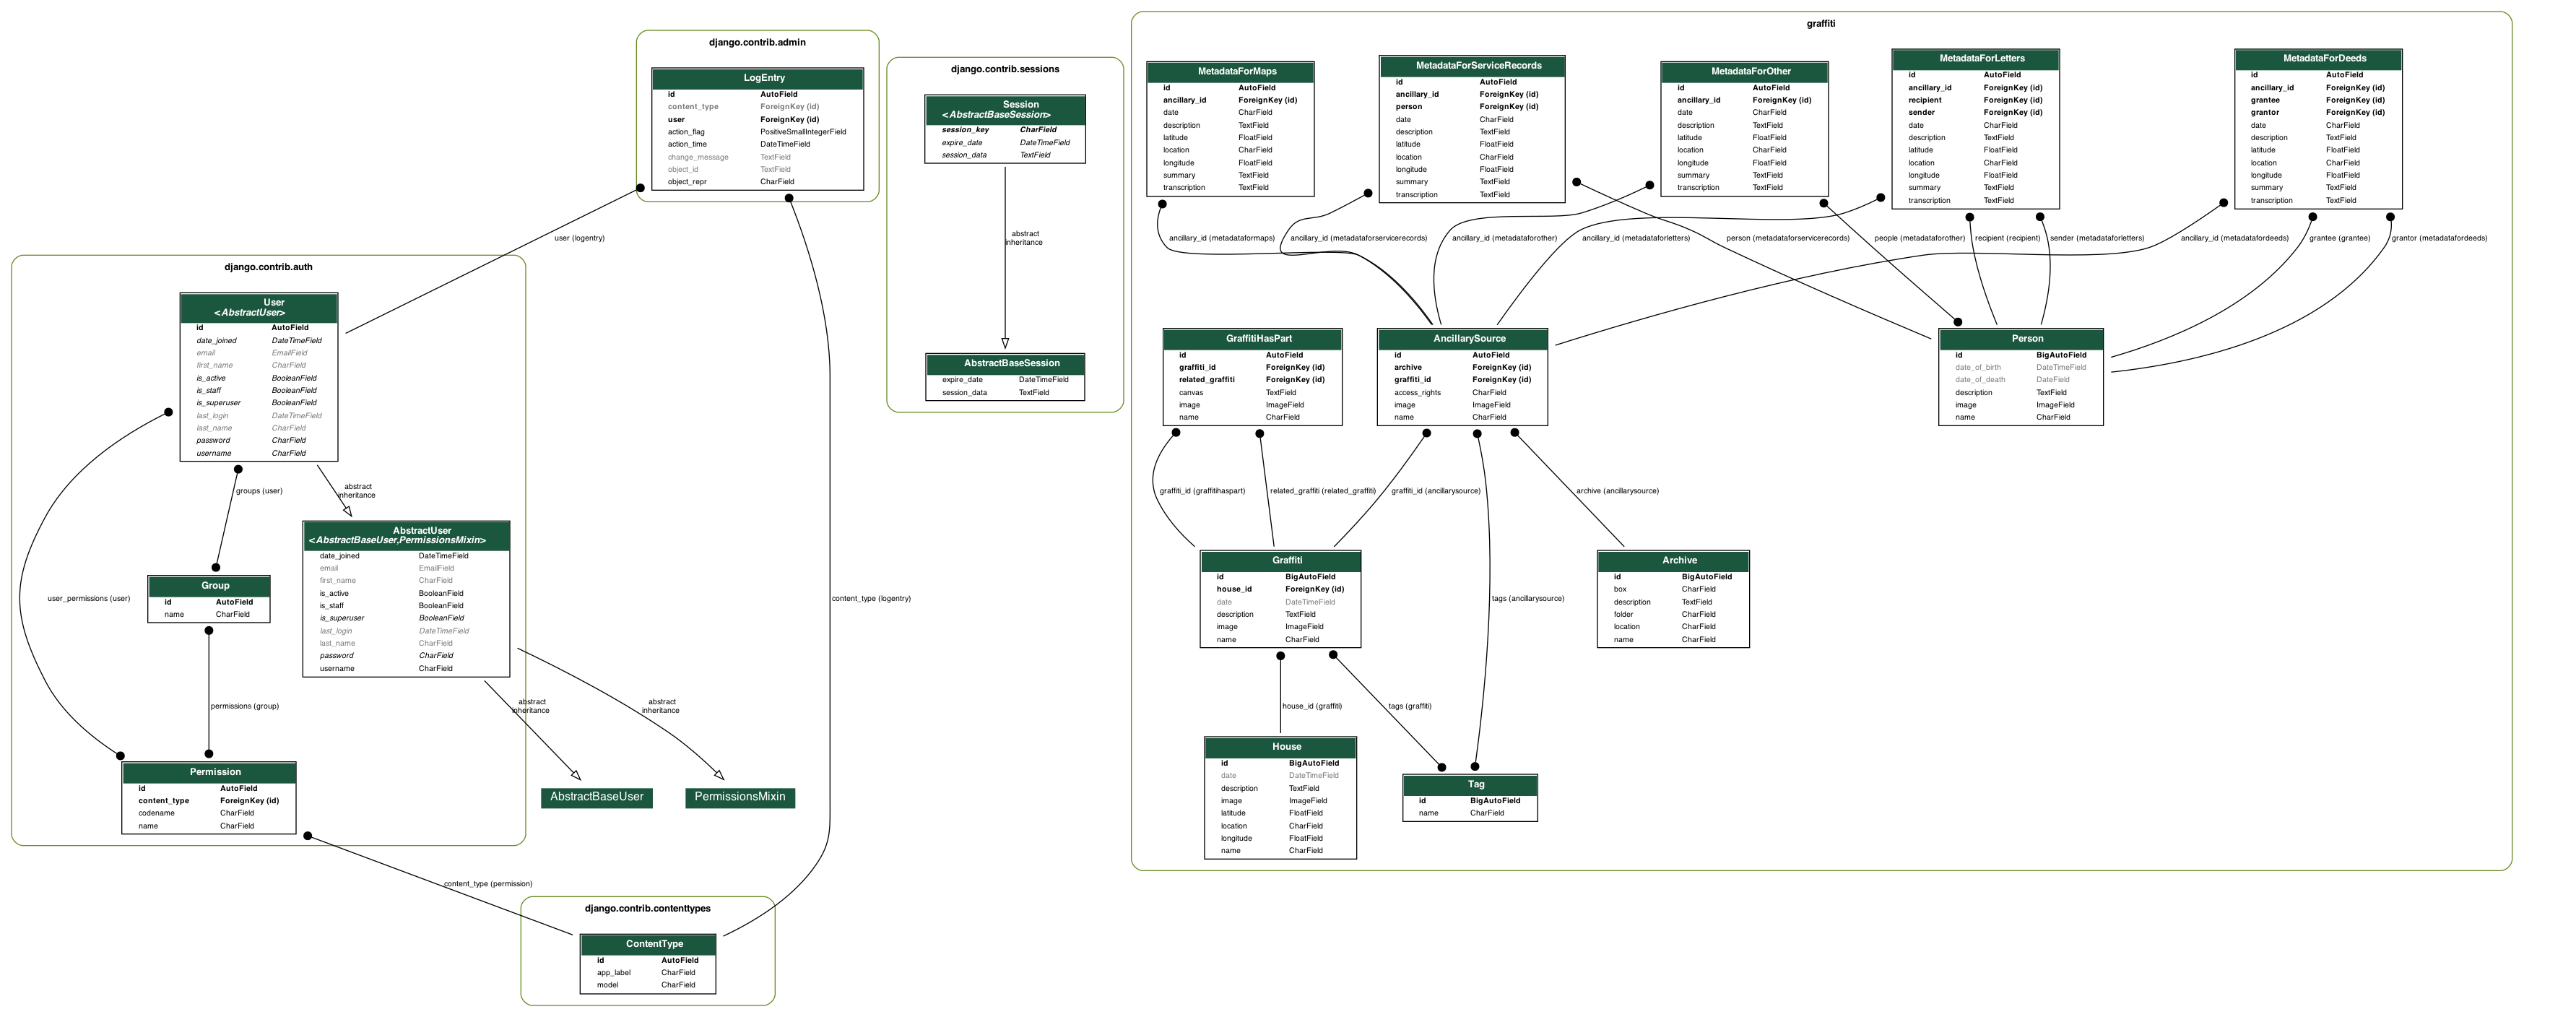 django.contrib.admin
LogEntry
id AutoField
content_type ForeignKey (id)
user ForeignKey (id)
action_flag PositiveSmallIntegerField
action_time DateTimeField
change_message TextField
object_id TextField
object_repr CharField
django.contrib.sessions
Session
<AbstractBaseSession>
session_key CharField
expire_date DateTimeField
session_data TextField
abstract
inheritance
AbstractBaseSession
expire_date DateTimeField
session_data TextField
user (logentry)
content_type (logentry)
django.contrib.auth
User
<AbstractUser>
id AutoField
date_joined DateTimeField
email EmailField
first_name CharField
is_active BooleanField
is_staff BooleanField
is_superuser BooleanField
last_login DateTimeField
last_name CharField
password CharField
username CharField
groups (user)
abstract
inheritance
user_permissions (user)
AbstractUser
<AbstractBaseUser,PermissionsMixin>
date_joined DateTimeField
email EmailField
first_name CharField
is_active BooleanField
is_staff BooleanField
is_superuser BooleanField
last_login DateTimeField
last_name CharField
password CharField
username CharField
Group
id AutoField
name CharField
permissions (group)
abstract
inheritance
abstract
inheritance
Permission
id AutoField
content_type ForeignKey (id)
codename CharField
name CharField
AbstractBaseUser
PermissionsMixin
content_type (permission)
django.contrib.contenttypes
ContentType
id AutoField
app_label CharField
model CharField
graffiti
MetadataForMaps
id AutoField
ancillary_id ForeignKey (id)
date CharField
description TextField
latitude FloatField
location CharField
longitude FloatField
summary TextField
transcription TextField
MetadataForServiceRecords
id AutoField
ancillary_id ForeignKey (id)
person ForeignKey (id)
date CharField
description TextField
latitude FloatField
location CharField
longitude FloatField
summary TextField
transcription TextField
MetadataForOther
id AutoField
ancillary_id ForeignKey (id)
date CharField
description TextField
latitude FloatField
location CharField
longitude FloatField
summary TextField
transcription TextField
MetadataForLetters
id AutoField
ancillary_id ForeignKey (id)
recipient ForeignKey (id)
sender ForeignKey (id)
date CharField
description TextField
latitude FloatField
location CharField
longitude FloatField
summary TextField
transcription TextField
MetadataForDeeds
id AutoField
ancillary_id ForeignKey (id)
grantee ForeignKey (id)
grantor ForeignKey (id)
date CharField
description TextField
latitude FloatField
location CharField
longitude FloatField
summary TextField
transcription TextField
ancillary_id (metadataformaps)
ancillary_id (metadataforservicerecords)
ancillary_id (metadataforother)
ancillary_id (metadataforletters)
person (metadataforservicerecords)
people (metadataforother)
recipient (recipient)
sender (metadataforletters)
ancillary_id (metadatafordeeds)
grantee (grantee)
grantor (metadatafordeeds)
GraffitiHasPart
id AutoField
graffiti_id ForeignKey (id)
related_graffiti ForeignKey (id)
canvas TextField
image ImageField
name CharField
AncillarySource
id AutoField
archive ForeignKey (id)
graffiti_id ForeignKey (id)
access_rights CharField
image ImageField
name CharField
Person
id BigAutoField
date_of_birth DateTimeField
date_of_death DateField
description TextField
image ImageField
name CharField
graffiti_id (graffitihaspart)
related_graffiti (related_graffiti)
graffiti_id (ancillarysource)
archive (ancillarysource)
tags (ancillarysource)
Graffiti
id BigAutoField
house_id ForeignKey (id)
date DateTimeField
description TextField
image ImageField
name CharField
Archive
id BigAutoField
box CharField
description TextField
folder CharField
location CharField
name CharField
house_id (graffiti)
tags (graffiti)
House
id BigAutoField
date DateTimeField
description TextField
image ImageField
latitude FloatField
location CharField
longitude FloatField
name CharField
Tag
id BigAutoField
name CharField